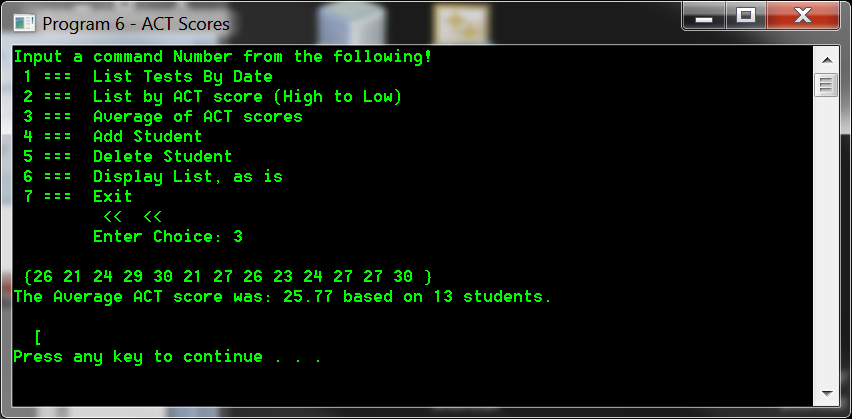 Program 6 - ACT Scores
Input a command Number from the following!
1 === List Tests By Date
2 === List by ACT score (High to Low)
3 === Average of ACT scores
4 === Add Student
5 === Delete Student
6 === Display List, as is
7 === Exit
<< <<
Enter Choice: 3
{26 21 24 29 30 21 27 26 23 24 27 27 30 }
The Average ACT score was: 25.77 based on 13 students.
[
Press any key to continue . . .